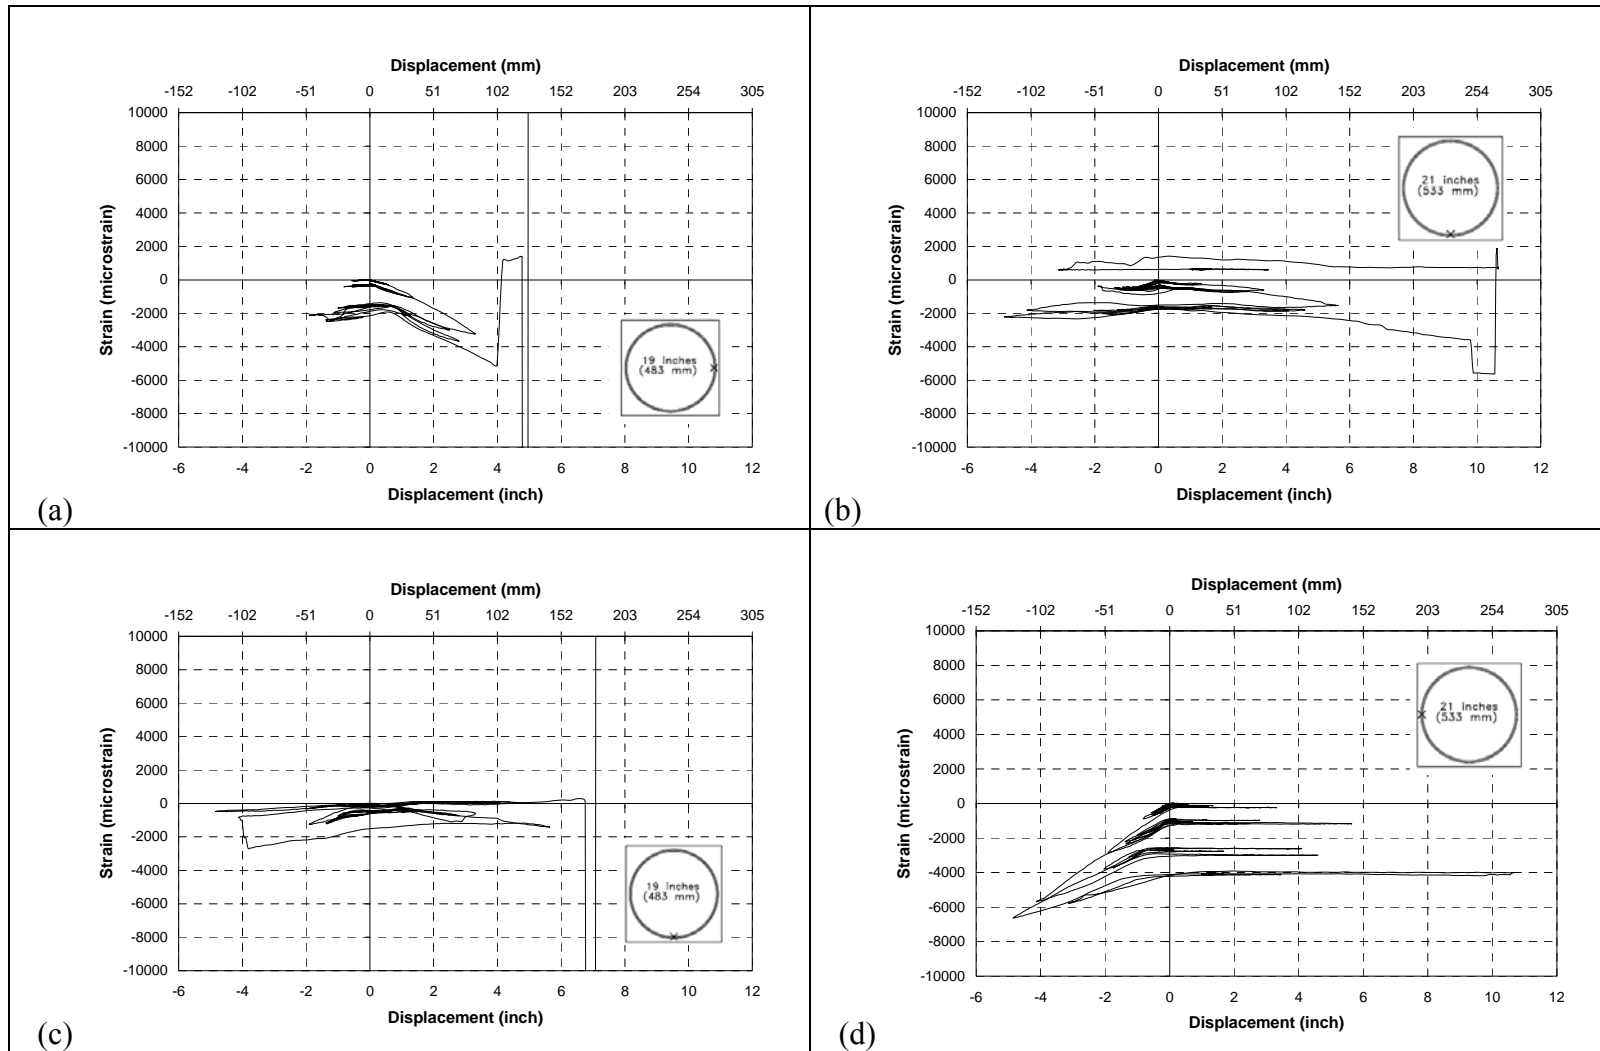 Displacement (mm)
-152 -102 -51 0 51 102 152 203 254 305
10000
8000
6000
4000
2000
0
-2000
-4000
-6000
-8000
-10000
Strain (microstrain)
19 inches
(483 mm)
-6 -4 -2 0 2 4 6 8 10 12
Displacement (inch)
(a)
Displacement (mm)
-152 -102 -51 0 51 102 152 203 254 305
10000
8000
6000
4000
2000
0
-2000
-4000
-6000
-8000
-10000
Strain (microstrain)
21 inches
(533 mm)
-6 -4 -2 0 2 4 6 8 10 12
Displacement (inch)
(b)
Displacement (mm)
-152 -102 -51 0 51 102 152 203 254 305
10000
8000
6000
4000
2000
0
-2000
-4000
-6000
-8000
-10000
Strain (microstrain)
19 inches
(483 mm)
-6 -4 -2 0 2 4 6 8 10 12
Displacement (inch)
(c)
Displacement (mm)
-152 -102 -51 0 51 102 152 203 254 305
10000
8000
6000
4000
2000
0
-2000
-4000
-6000
-8000
-10000
Strain (microstrain)
21 inches
(533 mm)
-6 -4 -2 0 2 4 6 8 10 12
Displacement (inch)
(d)